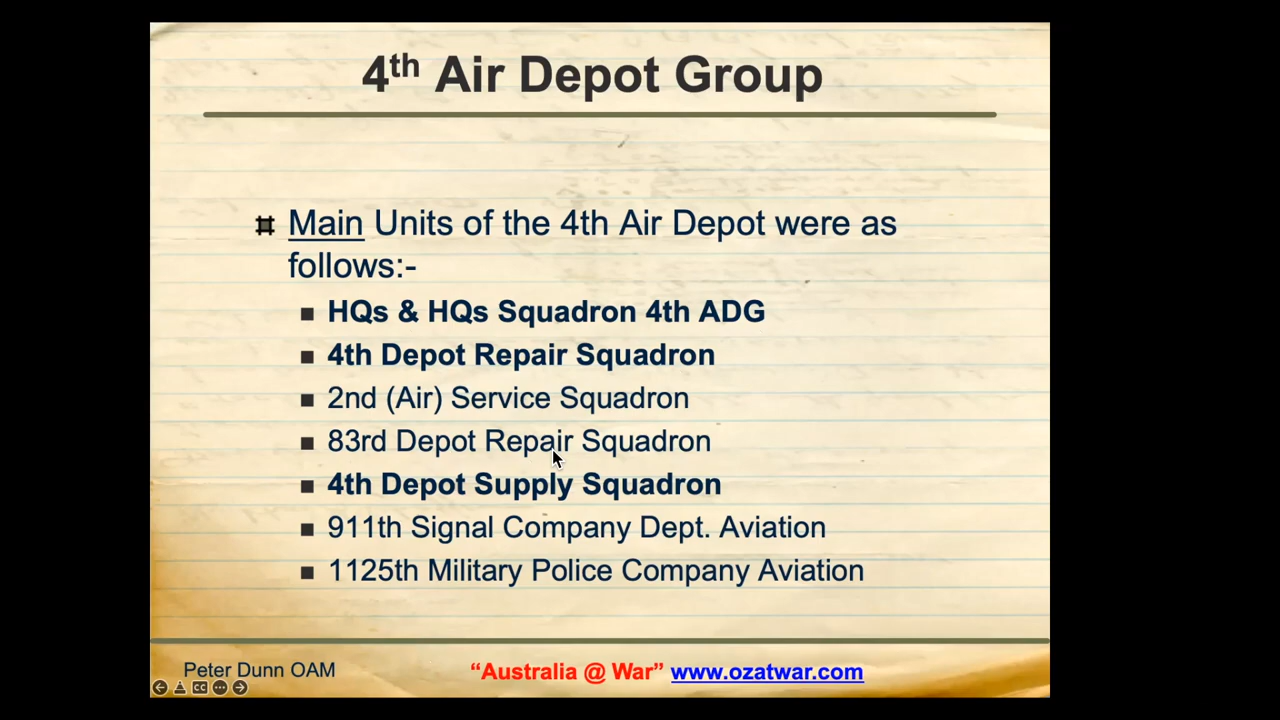 4th Air Depot Group
Main Units of the 4th Air Depot were as
follows:-
HQs & HQs Squadron 4th ADG
4th Depot Repair Squadron
2nd (Air) Service Squadron
83rd Depot Repair Squadron
4th Depot Supply Squadron
911th Signal Company Dept. Aviation
1125th Military Police Company Aviation
Peter Dunn OAM
“Australia @ War” www.ozatwar.com